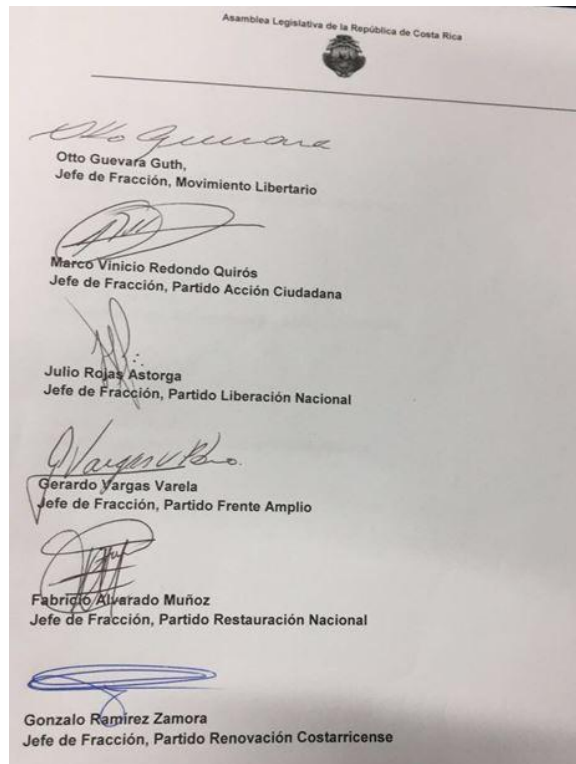 Asamblea Legislativa de la República de Costa Rica
Otto Guevara
Otto Guevara Guth,
Jefe de Fracción, Movimiento Libertario
Marco Vinicio Redondo Quirós
Jefe de Fracción, Partido Acción Ciudadana
Julio Rojas Astorga
Jefe de Fracción, Partido Liberación Nacional
Gerardo Vargas Varela
Jefe de Fracción, Partido Frente Amplio
Fabricio Alvarado Muñoz
Jefe de Fracción, Partido Restauración Nacional
Gonzalo Ramírez Zamora
Jefe de Fracción, Partido Renovación Costarricense